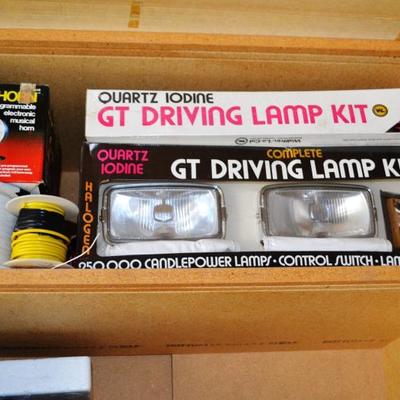 HORN
grammable
electronic
musical
horn
QUARTZ IODINE
GT DRIVING LAMP KIT
QUARTZ
IODINE
COMPLETE
GT DRIVING LAMP KI
HALOGEN
250,000 CANDLEPOWER LAMPS • CONTROL SWITCH • LAM